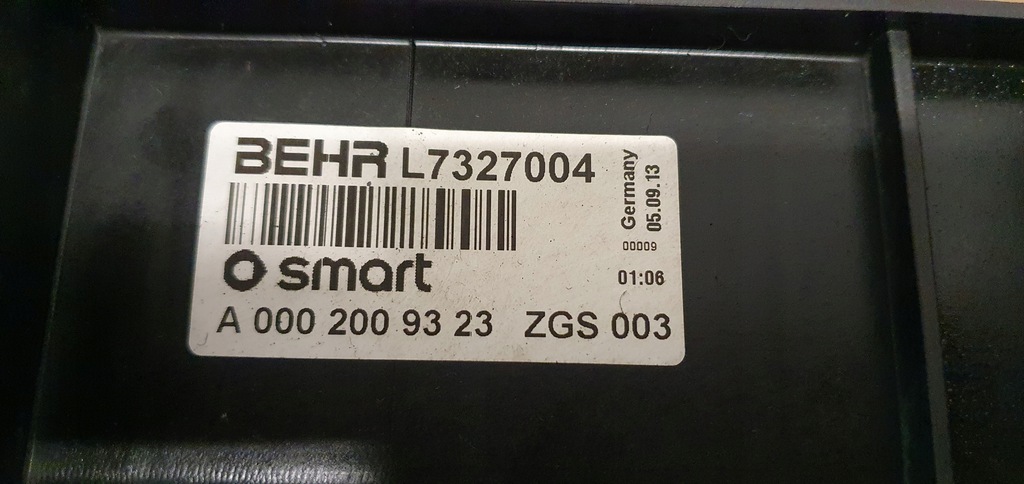 BEHR L7327004
smart
A 000 200 93 23 ZGS 003
Germany
05.09.13
00009
01:06